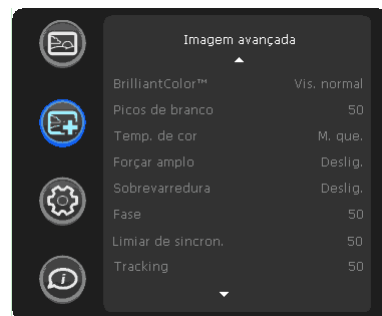 Imagem avançada
BrilliantColor™ Vis. normal
Picos de branco 50
Temp. de cor M. que.
Forçar amplo Deslig.
Sobrevarredura Deslig.
Fase 50
Limiar de sincron. 50
Tracking 50